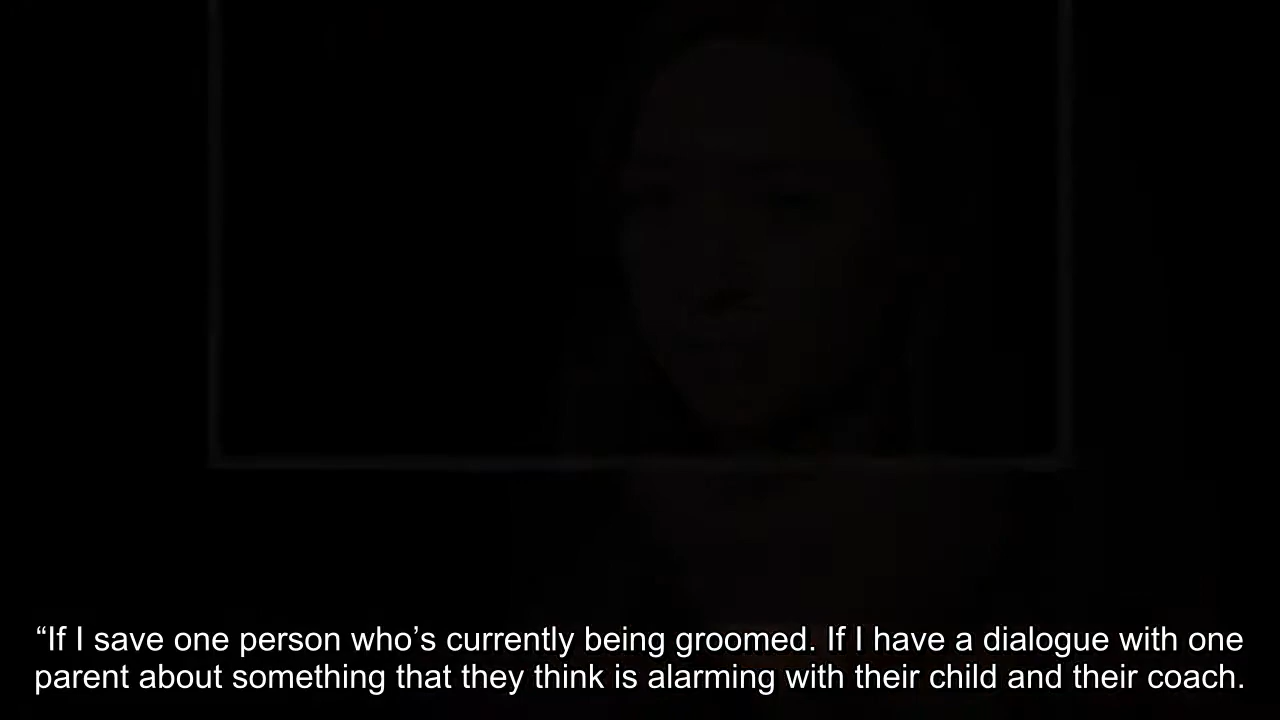 “If I save one person who’s currently being groomed. If I have a dialogue with one
parent about something that they think is alarming with their child and their coach.